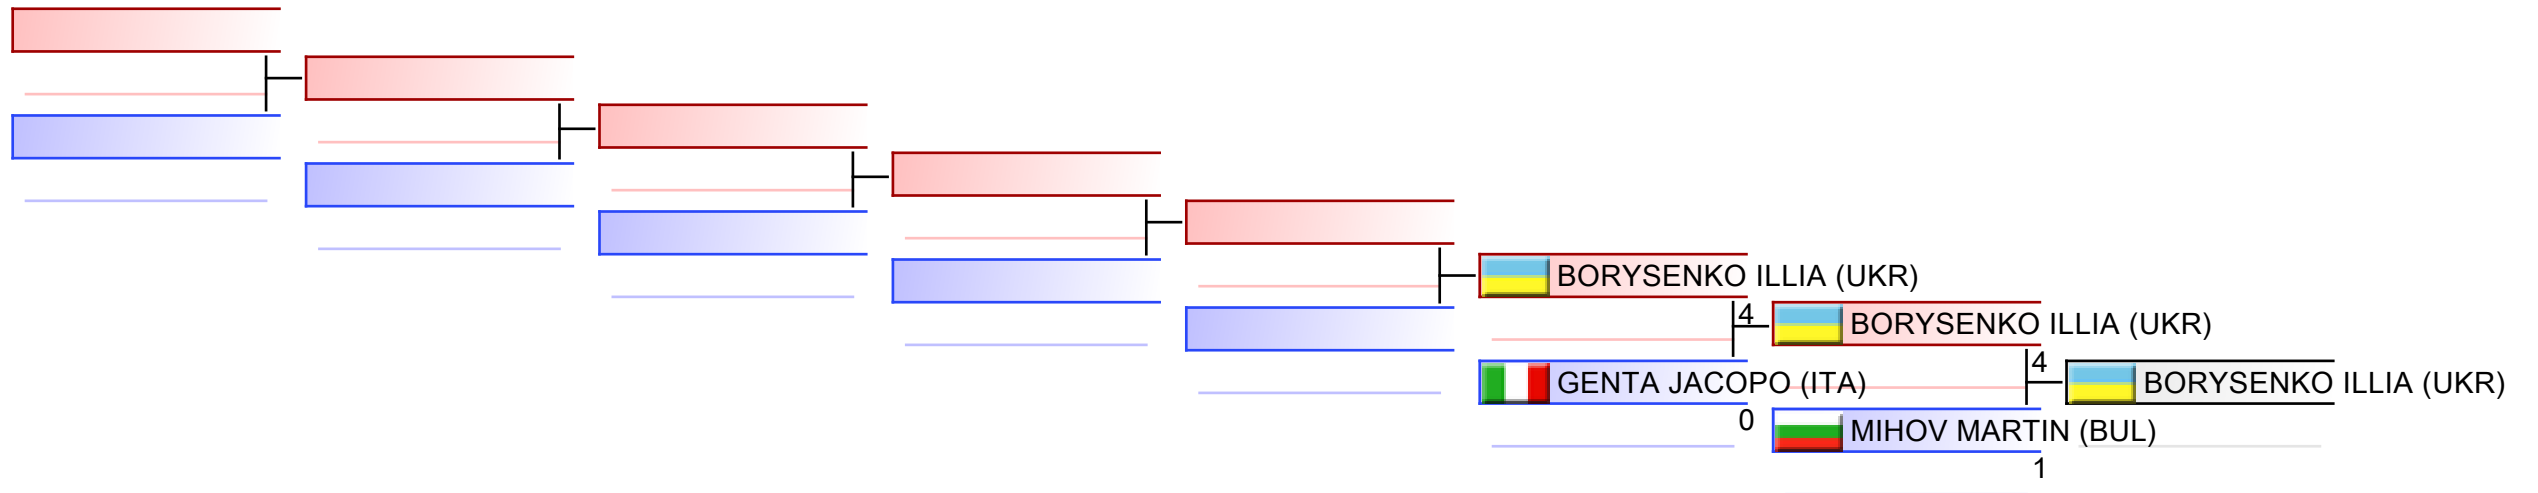 BORYSENKO ILLIA (UKR)
4
BORYSENKO ILLIA (UKR)
GENTA JACOPO (ITA)
0
4
BORYSENKO ILLIA (UKR)
MIHOV MARTIN (BUL)
1